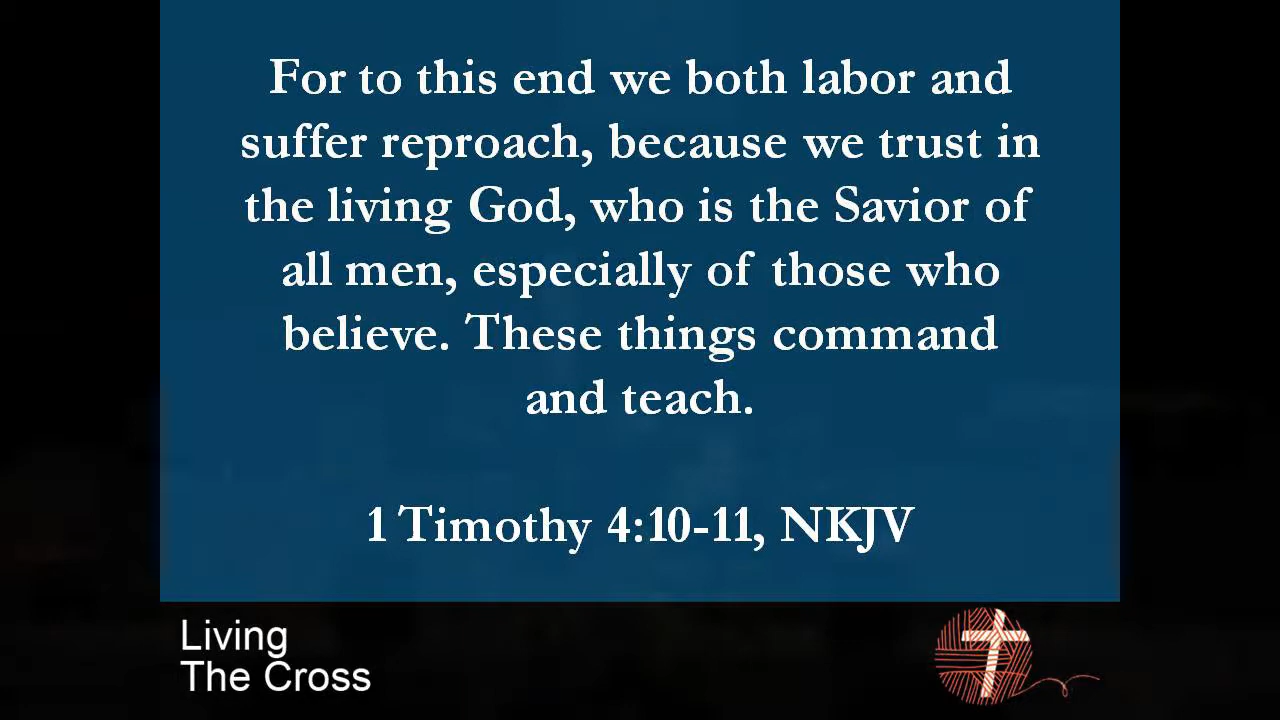 For to this end we both labor and
suffer reproach, because we trust in
the living God, who is the Savior of
all men, especially of those who
believe. These things command
and teach.
1 Timothy 4:10-11, NKJV
Living
The Cross